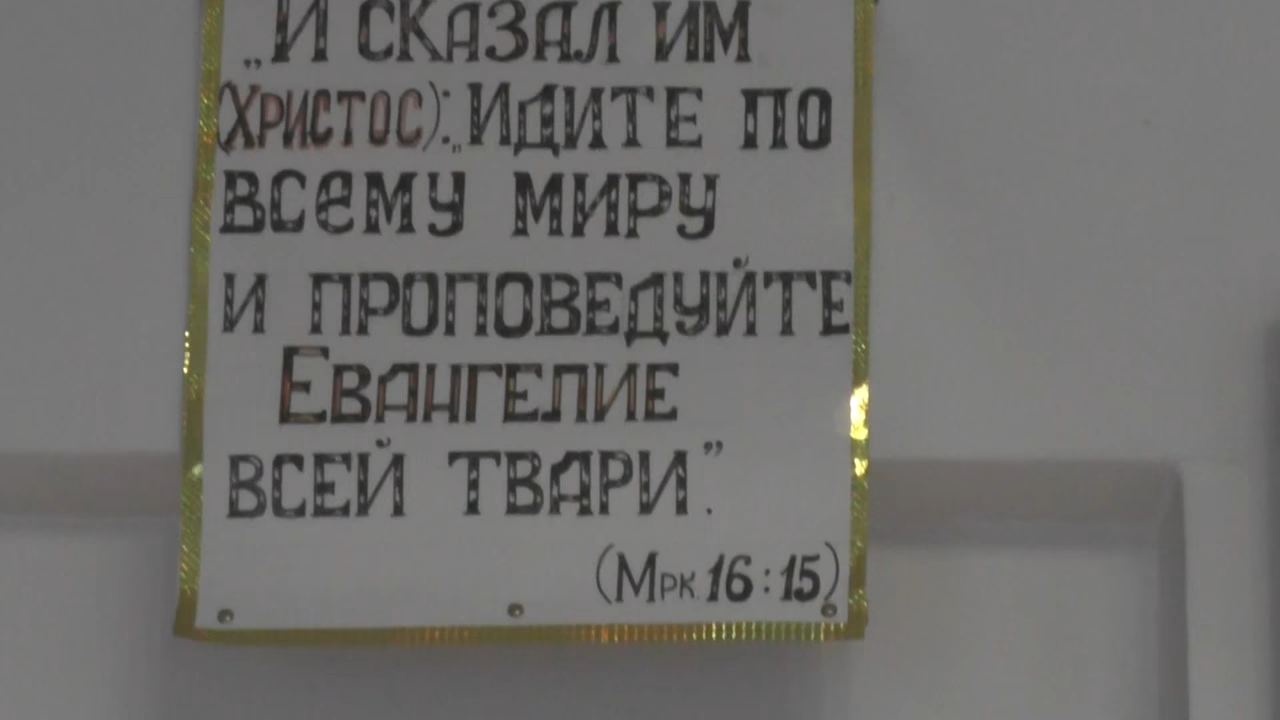 „И СКАЗАЛ ИМ
(ХРИСТОС): „ИДИТЕ ПО
ВСЕМУ МИРУ
И ПРОПОВЕДУЙТЕ
ЕВАНГЕЛИЕ
ВСЕЙ ТВАРИ.”
(Мрк 16:15)